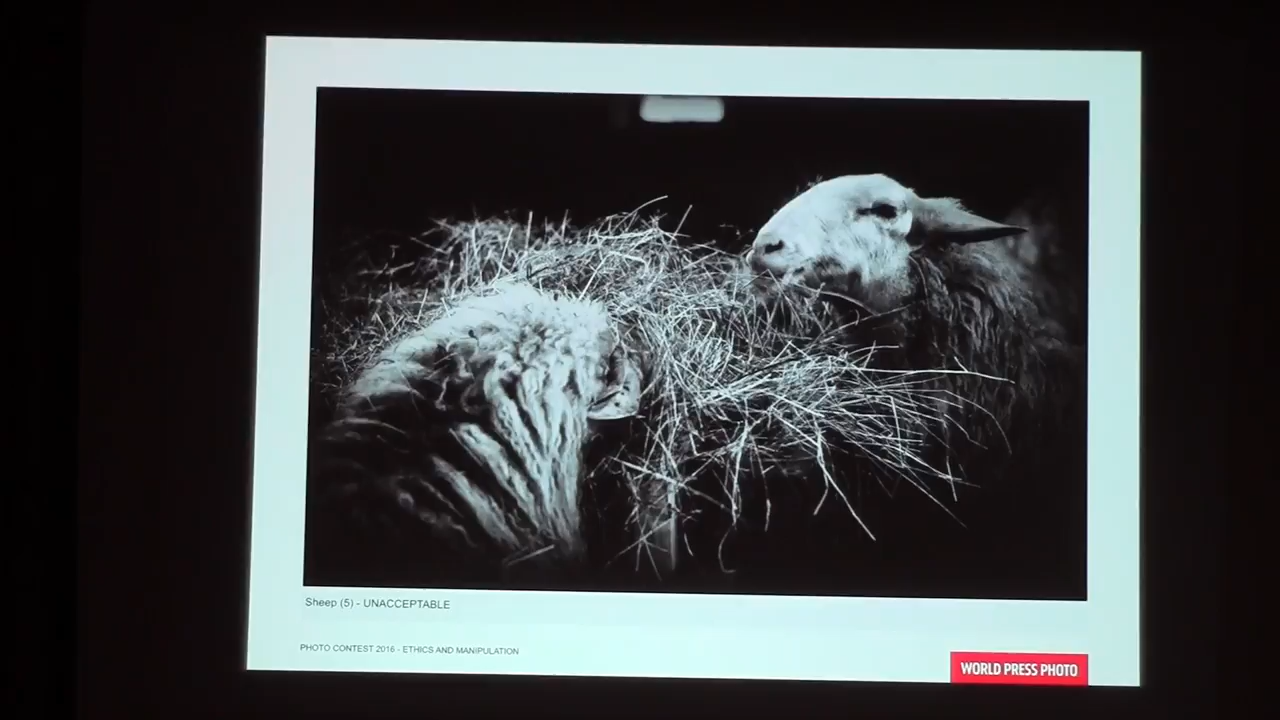 Sheep (5) - UNACCEPTABLE
PHOTO CONTEST 2016 - ETHICS AND MANIPULATION
WORLD PRESS PHOTO